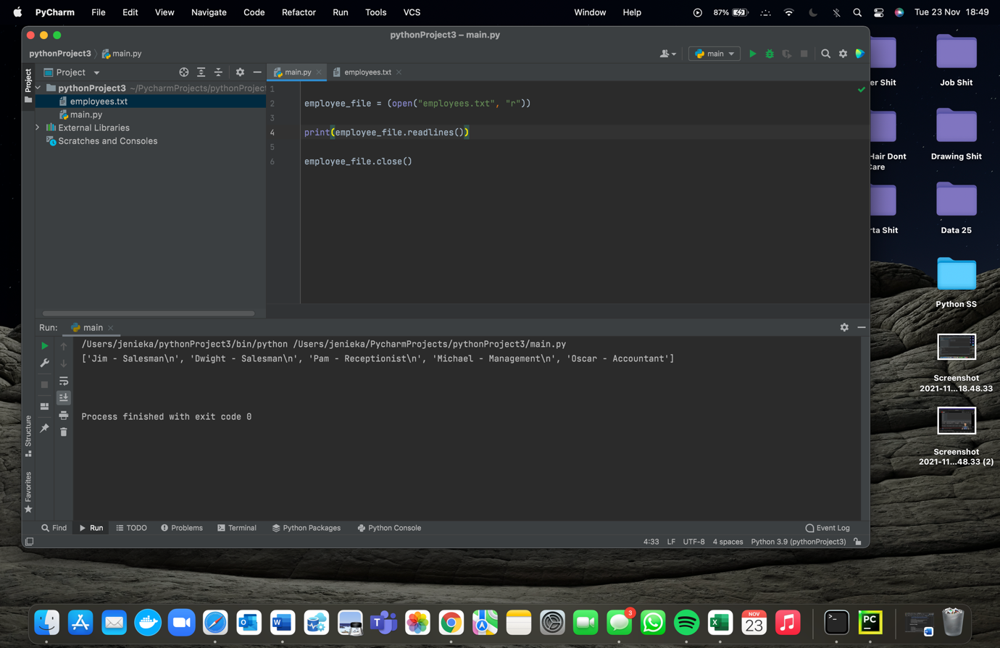 PyCharm File Edit View Navigate Code Refactor Run Tools VCS Window Help 87% Tue 23 Nov 18:49
pythonProject3 – main.py
pythonProject3 main.py main
Project Project main.py employees.txt
pythonProject3 ~/PycharmProjects/pythonProject
employees.txt
main.py
External Libraries
Scratches and Consoles
1
2 employee_file = (open("employees.txt", "r"))
3
4 print(employee_file.readlines())
5
6 employee_file.close()
er Shit Job Shit
Hair Dont Drawing Shit
Care
rta Shit Data 25
Python SS
Screenshot
2021-11...18.48.33
Screenshot
2021-11...48.33 (2)
Run: main
/Users/jenieka/pythonProject3/bin/python /Users/jenieka/PycharmProjects/pythonProject3/main.py
['Jim - Salesman\n', 'Dwight - Salesman\n', 'Pam - Receptionist\n', 'Michael - Management\n', 'Oscar - Accountant']
Process finished with exit code 0
Structure
Favorites
Find Run TODO Problems Terminal Python Packages Python Console Event Log
4:33 LF UTF-8 4 spaces Python 3.9 (pythonProject3)
NOV
23
3
PC